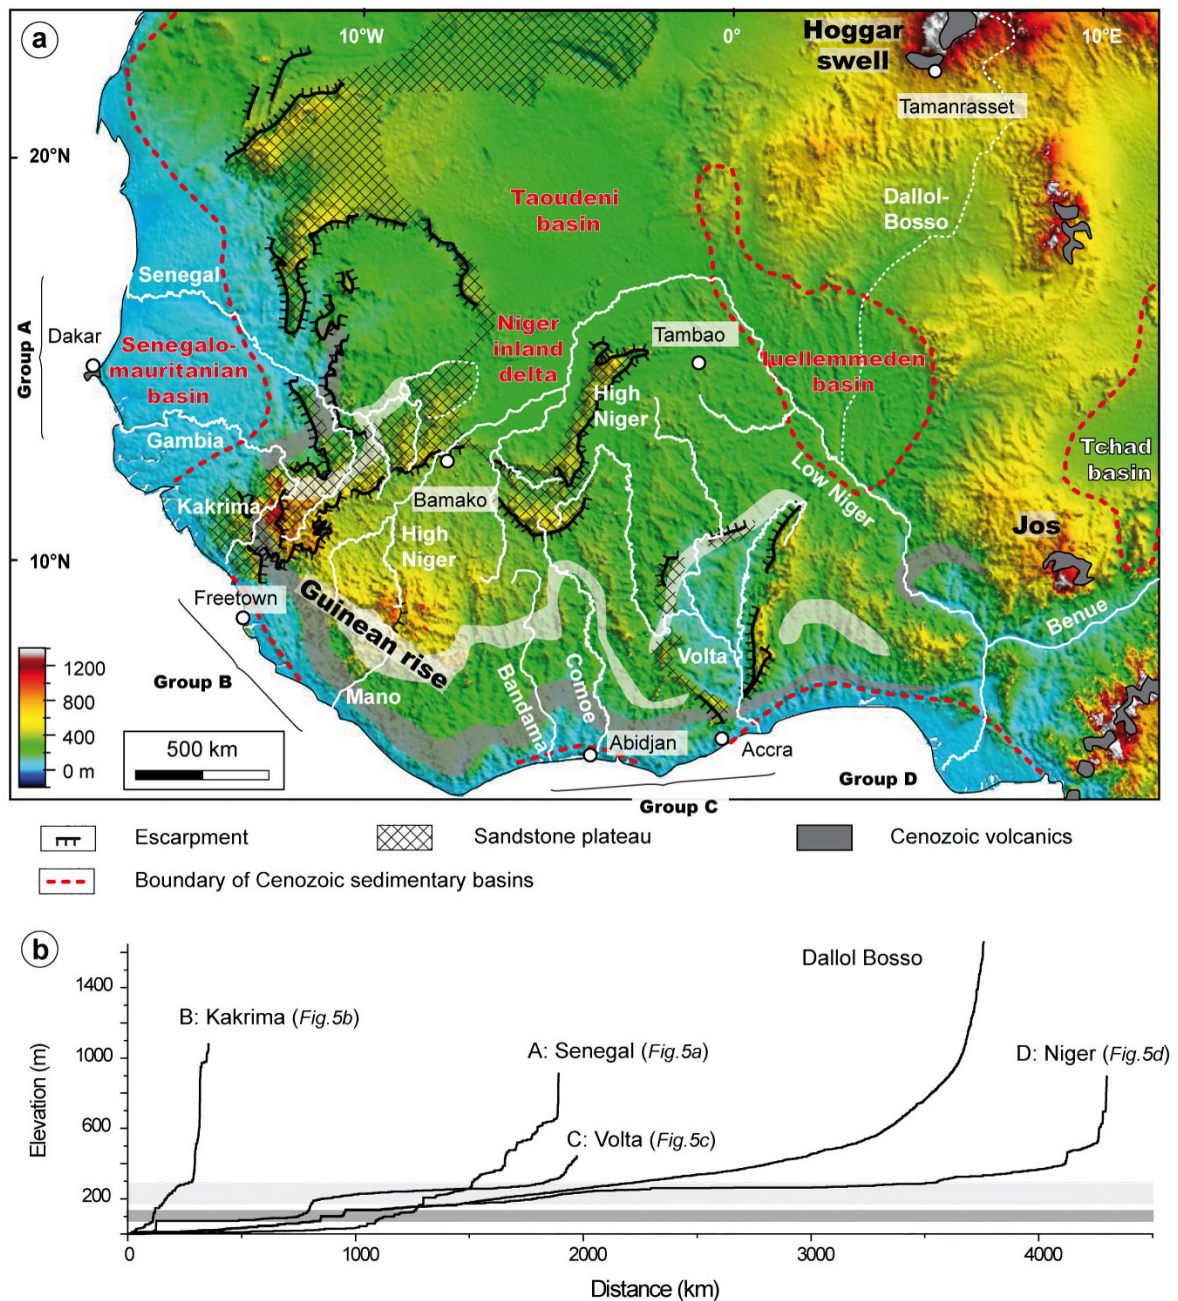 a
10°W
0°
10°E
Hoggar
swell
Tamanrasset
20°N
Dallol-
Bosso
Taoudeni
basin
Senegal
Group A
Dakar
Senegalo-
mauritanian
basin
Niger
inland
delta
Tambao
Iuellemmeden
basin
High
Niger
Gambia
Tchad
basin
Low Niger
Kakrima
Bamako
High
Niger
Jos
10°N
Freetown
Guinean rise
Benue
Volta
Group B
Mano
Bandama
Comoe
1200
800
400
0 m
500 km
Abidjan
Accra
Group D
Group C
Escarpment
Sandstone plateau
Cenozoic volcanics
Boundary of Cenozoic sedimentary basins
b
Dallol Bosso
1400
B: Kakrima (Fig.5b)
A: Senegal (Fig.5a)
D: Niger (Fig.5d)
1000
Elevation (m)
600
C: Volta (Fig.5c)
200
0
1000
2000
3000
4000
Distance (km)